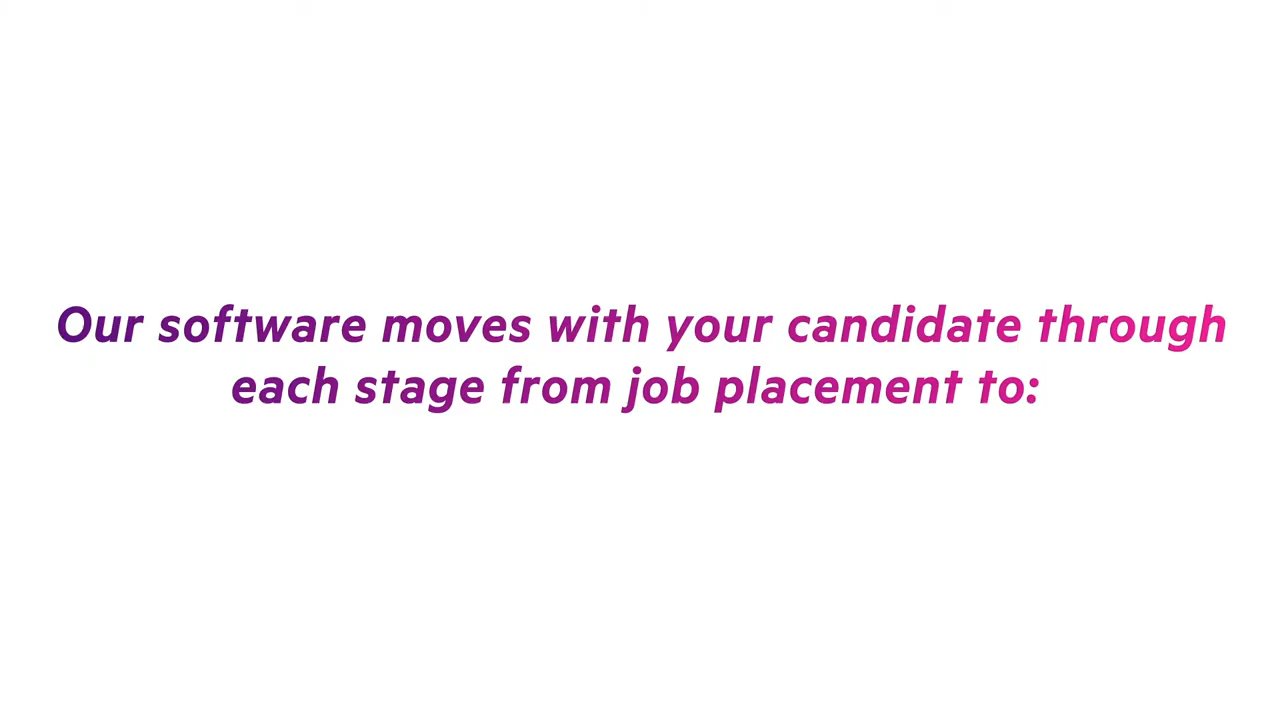 Our software moves with your candidate through
each stage from job placement to: